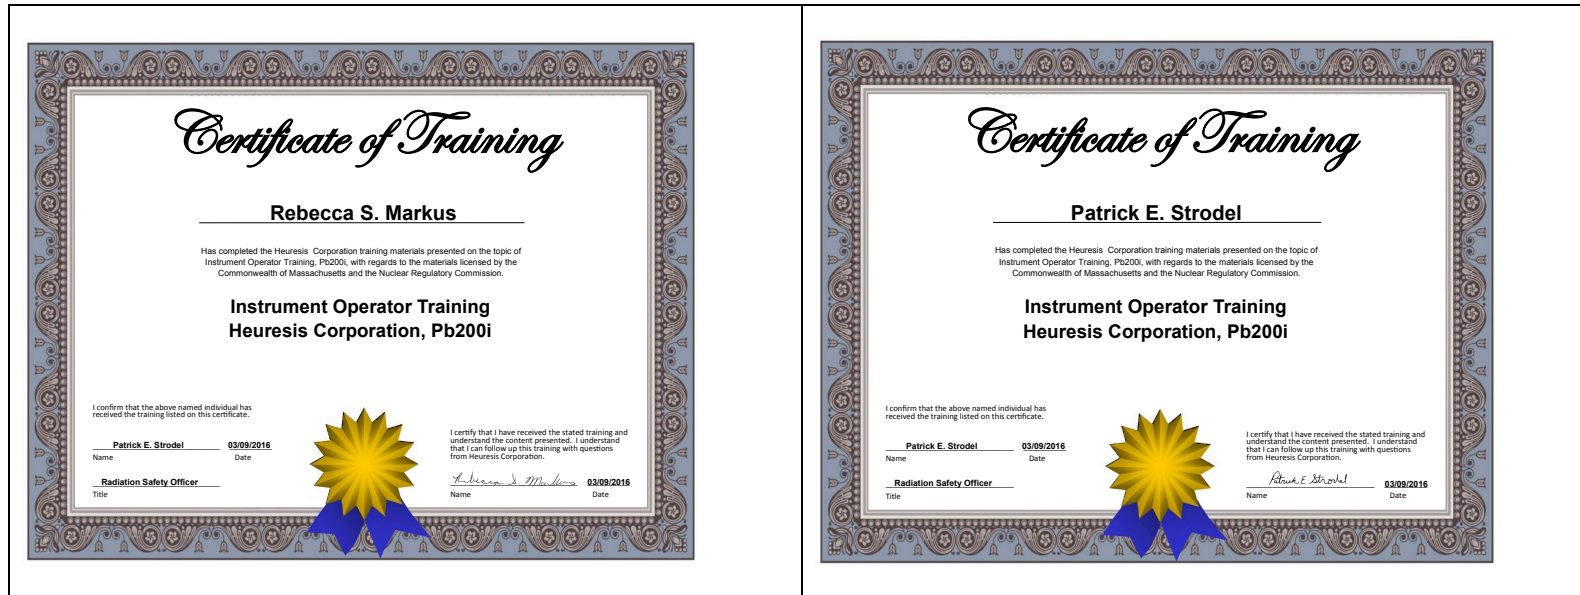 Certificate of Training
Rebecca S. Markus
Has completed the Heuresis Corporation training materials presented on the topic of
Instrument Operator Training, Pb200i, with regards to the materials licensed by the
Commonwealth of Massachusetts and the Nuclear Regulatory Commission.
Instrument Operator Training
Heuresis Corporation, Pb200i
I confirm that the above named individual has
received the training listed on this certificate.
Patrick E. Strodel 03/09/2016
Name Date
Radiation Safety Officer
Title
I certify that I have received the stated training and
understand the content presented. I understand
that I can follow up this training with questions
from Heuresis Corporation.
Rebecca S. Markus 03/09/2016
Name Date
Certificate of Training
Patrick E. Strodel
Has completed the Heuresis Corporation training materials presented on the topic of
Instrument Operator Training, Pb200i, with regards to the materials licensed by the
Commonwealth of Massachusetts and the Nuclear Regulatory Commission.
Instrument Operator Training
Heuresis Corporation, Pb200i
I confirm that the above named individual has
received the training listed on this certificate.
Patrick E. Strodel 03/09/2016
Name Date
Radiation Safety Officer
Title
I certify that I have received the stated training and
understand the content presented. I understand
that I can follow up this training with questions
from Heuresis Corporation.
Patrick E Strodel 03/09/2016
Name Date